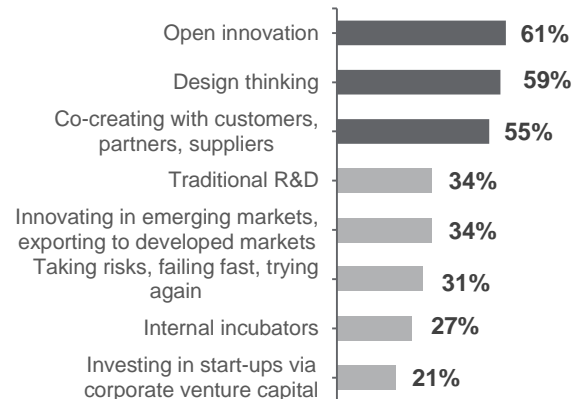 Open innovation 61%
Design thinking 59%
Co-creating with customers,
partners, suppliers 55%
Traditional R&D 34%
Innovating in emerging markets,
exporting to developed markets 34%
Taking risks, failing fast, trying
again 31%
Internal incubators 27%
Investing in start-ups via
corporate venture capital 21%